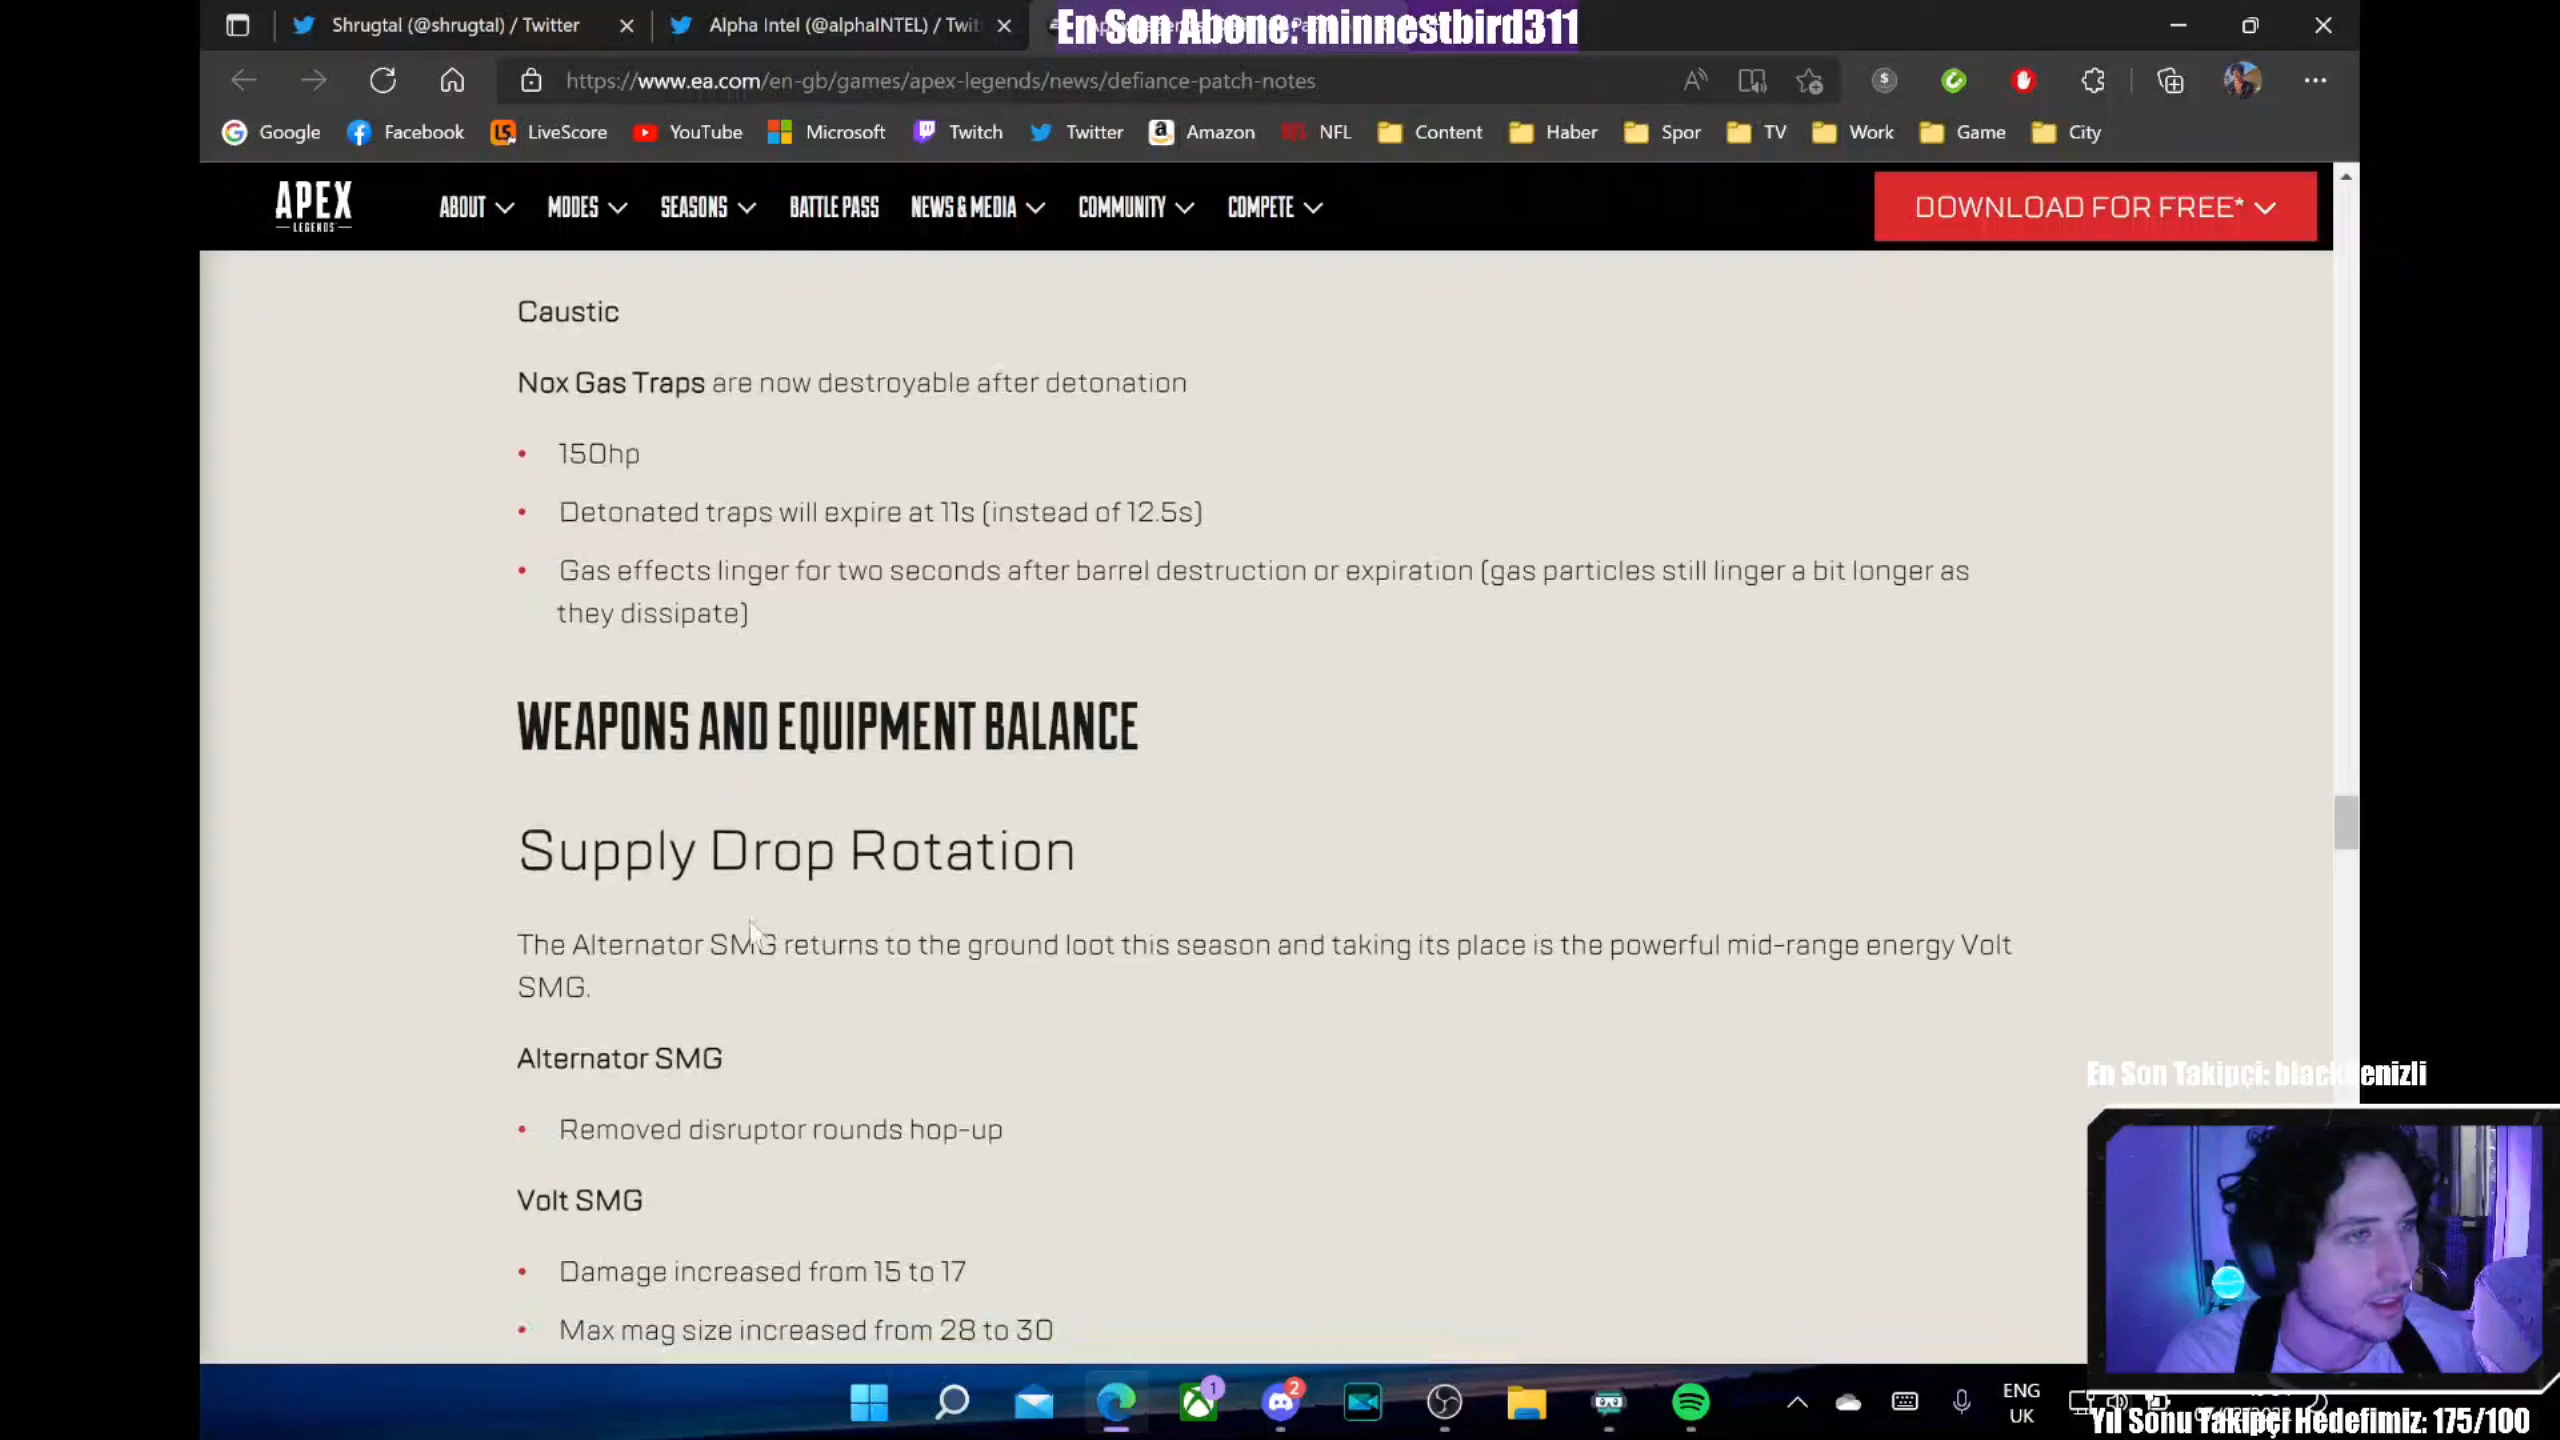 Shrugtal (@shrugtal) / Twitter
Alpha Intel (@alphaINTEL) / Twit
En Son Abone: minnestbird311
https://www.ea.com/en-gb/games/apex-legends/news/defiance-patch-notes
Google
Facebook
LiveScore
YouTube
Microsoft
Twitch
Twitter
Amazon
NFL
Content
Haber
Spor
TV
Work
Game
City
APEX
LEGENDS
ABOUT
MODES
SEASONS
BATTLE PASS
NEWS & MEDIA
COMMUNITY
COMPETE
DOWNLOAD FOR FREE*
Caustic
Nox Gas Traps are now destroyable after detonation
• 150hp
• Detonated traps will expire at 11s (instead of 12.5s)
• Gas effects linger for two seconds after barrel destruction or expiration (gas particles still linger a bit longer as
they dissipate)
WEAPONS AND EQUIPMENT BALANCE
Supply Drop Rotation
The Alternator SMG returns to the ground loot this season and taking its place is the powerful mid-range energy Volt
SMG.
Alternator SMG
• Removed disruptor rounds hop-up
Volt SMG
• Damage increased from 15 to 17
• Max mag size increased from 28 to 30
En Son Takipçi:
1
2
ENG
UK
Yıl Sonu Takipçi Hedefimiz: 175/100